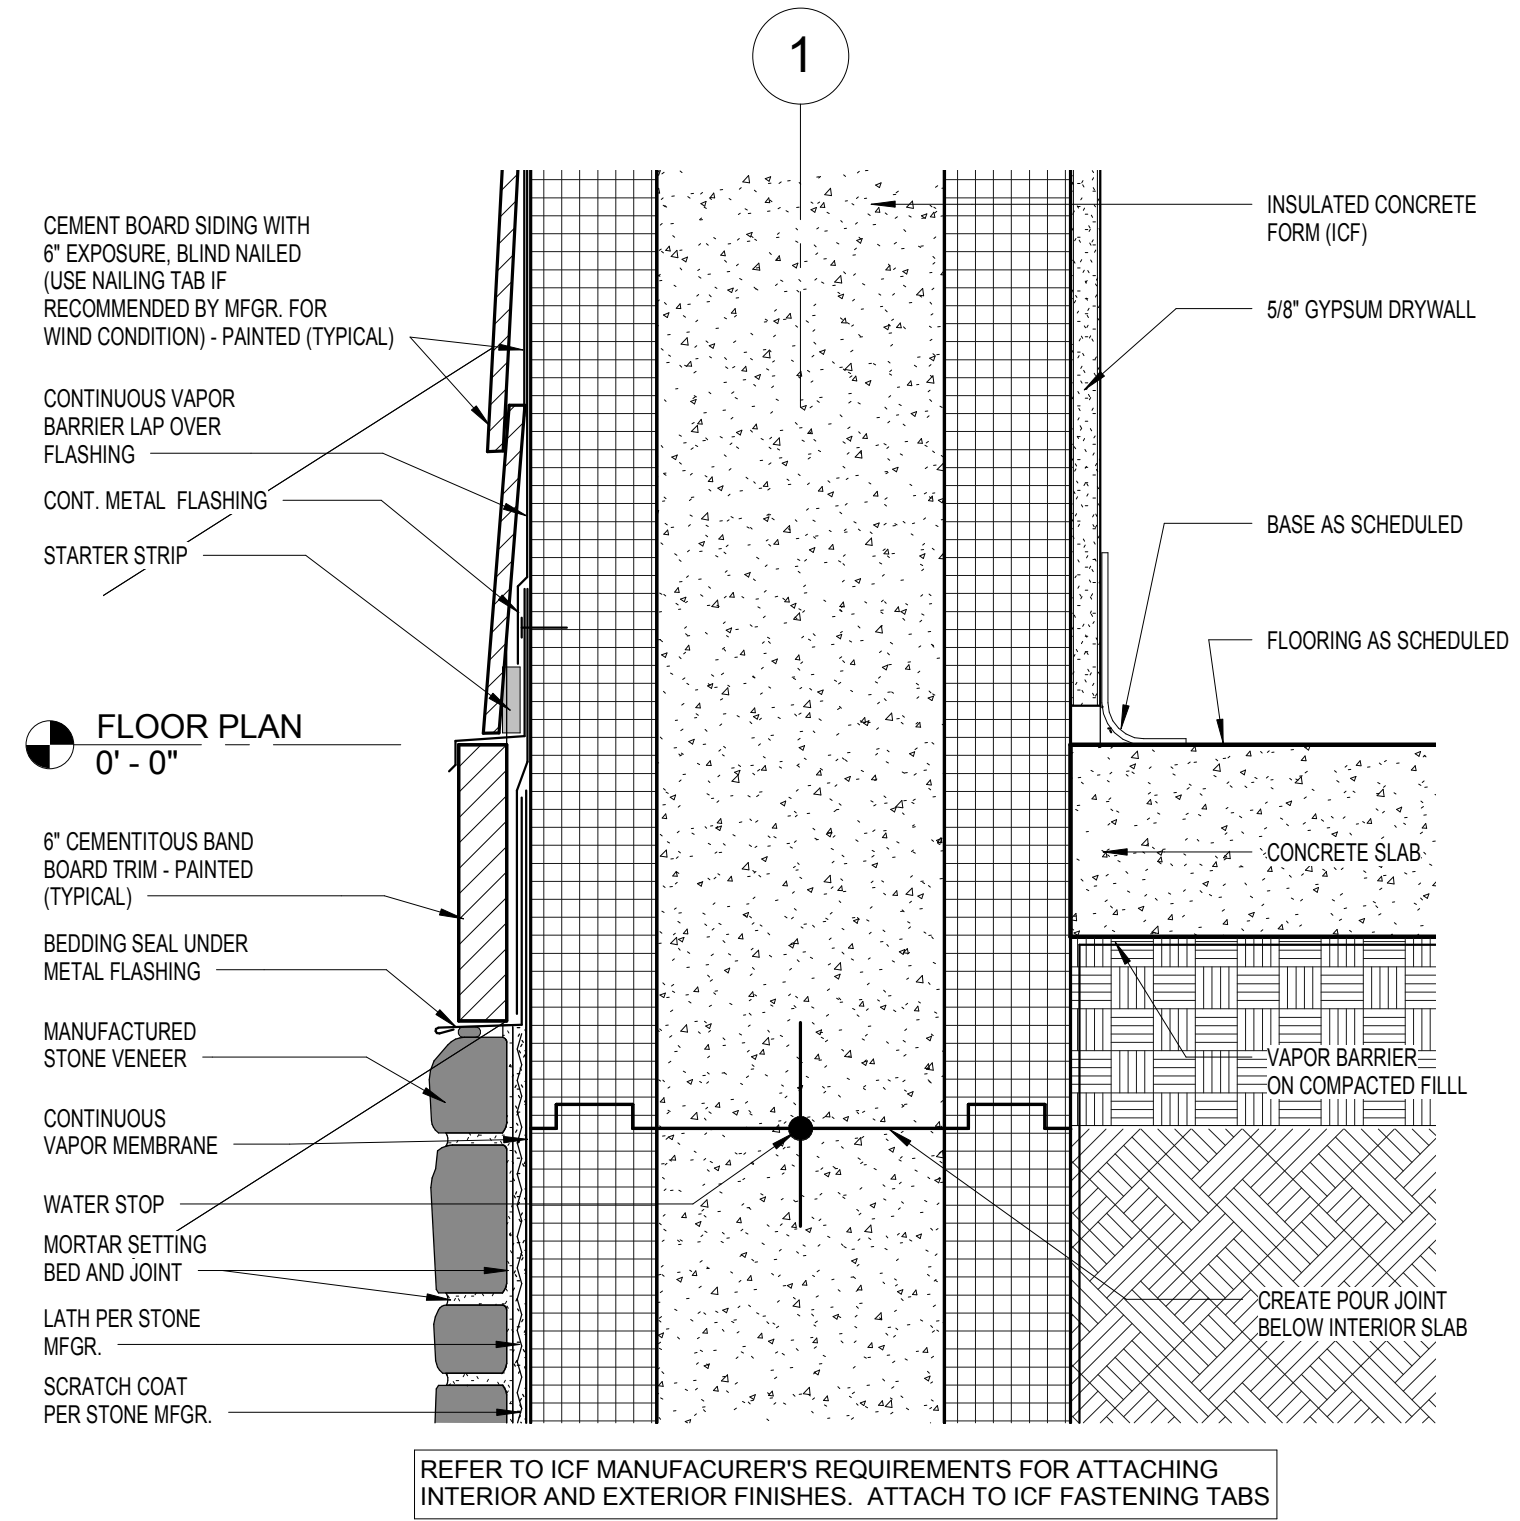 1
CEMENT BOARD SIDING WITH
6" EXPOSURE, BLIND NAILED
(USE NAILING TAB IF
RECOMMENDED BY MFGR. FOR
WIND CONDITION) - PAINTED (TYPICAL)
CONTINUOUS VAPOR
BARRIER LAP OVER
FLASHING
CONT. METAL FLASHING
STARTER STRIP
FLOOR PLAN
0' - 0"
6" CEMENTITOUS BAND
BOARD TRIM - PAINTED
(TYPICAL)
BEDDING SEAL UNDER
METAL FLASHING
MANUFACTURED
STONE VENEER
CONTINUOUS
VAPOR MEMBRANE
WATER STOP
MORTAR SETTING
BED AND JOINT
LATH PER STONE
MFGR.
SCRATCH COAT
PER STONE MFGR.
INSULATED CONCRETE
FORM (ICF)
5/8" GYPSUM DRYWALL
BASE AS SCHEDULED
FLOORING AS SCHEDULED
CONCRETE SLAB
VAPOR BARRIER
ON COMPACTED FILLL
CREATE POUR JOINT
BELOW INTERIOR SLAB
REFER TO ICF MANUFACURER'S REQUIREMENTS FOR ATTACHING
INTERIOR AND EXTERIOR FINISHES. ATTACH TO ICF FASTENING TABS